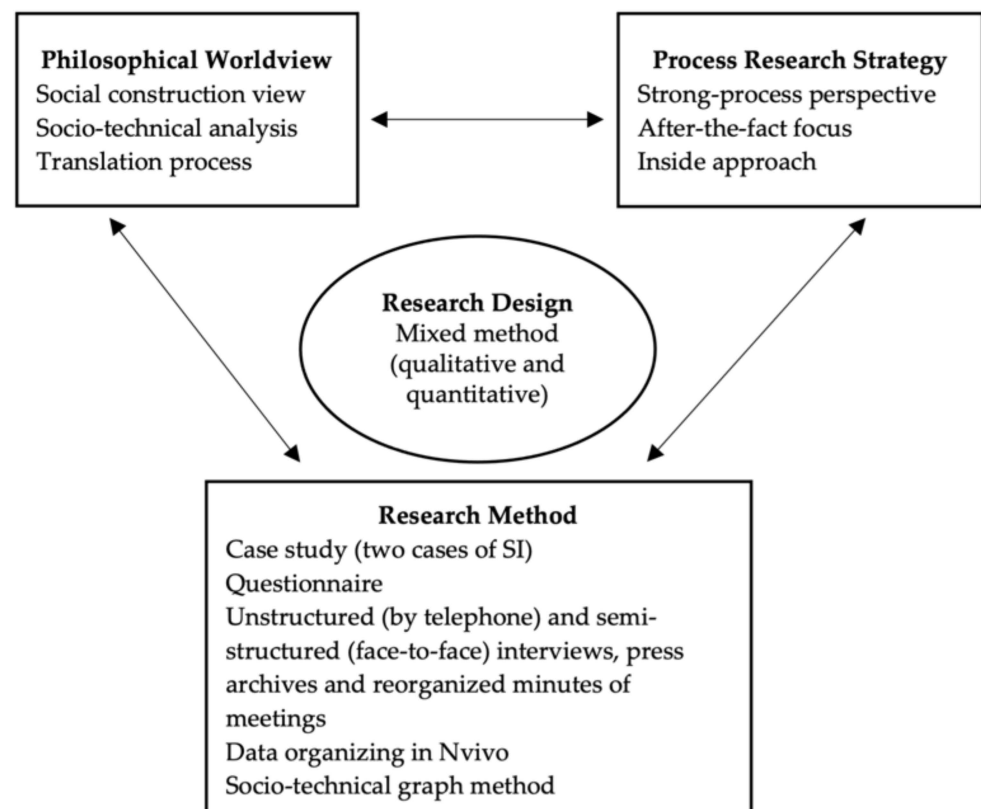 Philosophical Worldview
Social construction view
Socio-technical analysis
Translation process
Process Research Strategy
Strong-process perspective
After-the-fact focus
Inside approach
Research Design
Mixed method
(qualitative and
quantitative)
Research Method
Case study (two cases of SI)
Questionnaire
Unstructured (by telephone) and semi-
structured (face-to-face) interviews, press
archives and reorganized minutes of
meetings
Data organizing in Nvivo
Socio-technical graph method